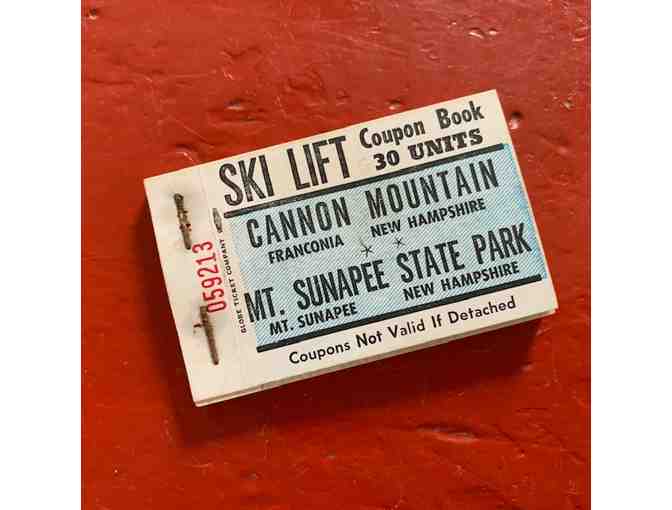 SKI LIFT Coupon Book
30 UNITS
CANNON MOUNTAIN
FRANCONIA NEW HAMPSHIRE
MT. SUNAPEE STATE PARK
MT. SUNAPEE NEW HAMPSHIRE
Coupons Not Valid If Detached
059213
GLOBE TICKET COMPANY